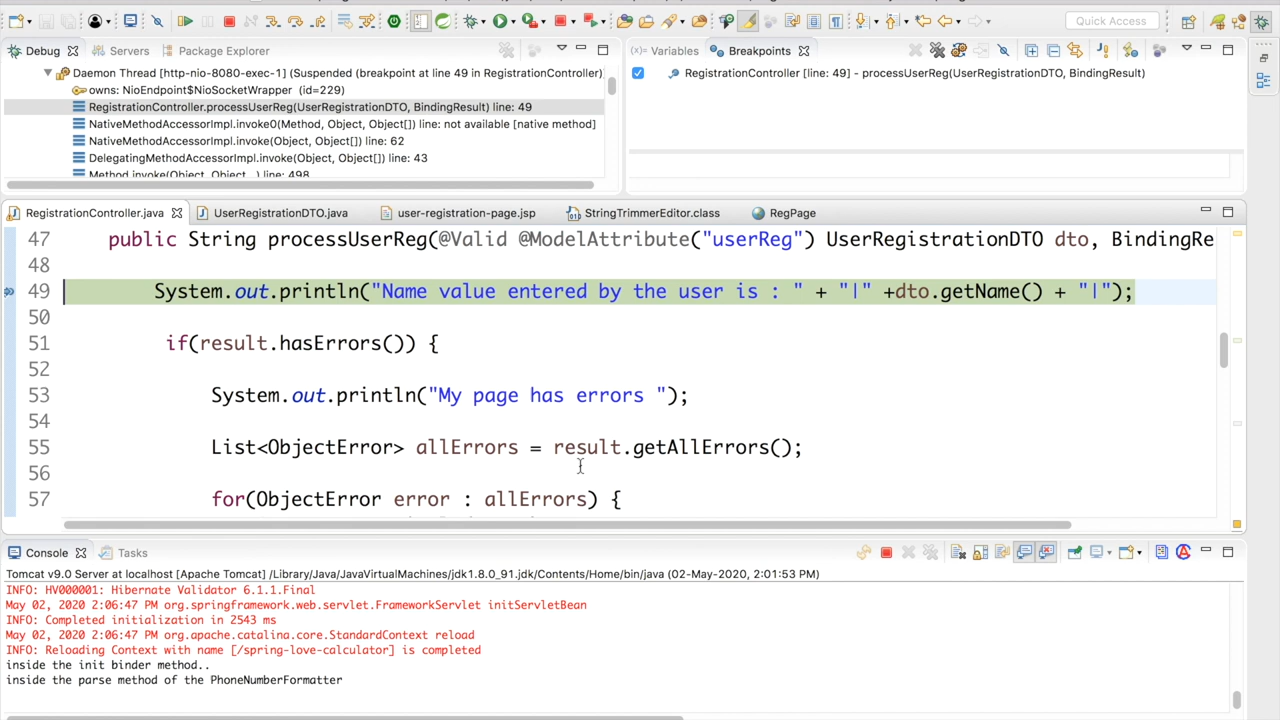 Quick Access
Debug
Servers
Package Explorer
Daemon Thread [http-nio-8080-exec-1] (Suspended (breakpoint at line 49 in RegistrationController)
owns: NioEndpoint$NioSocketWrapper (id=229)
RegistrationController.processUserReg(UserRegistrationDTO, BindingResult) line: 49
NativeMethodAccessorImpl.invoke0(Method, Object, Object[]) line: not available [native method]
NativeMethodAccessorImpl.invoke(Object, Object[]) line: 62
DelegatingMethodAccessorImpl.invoke(Object, Object[]) line: 43
Method.invoke(Object, Object...) line: 498
(x)= Variables
Breakpoints
RegistrationController [line: 49] - processUserReg(UserRegistrationDTO, BindingResult)
RegistrationController.java
UserRegistrationDTO.java
user-registration-page.jsp
StringTrimmerEditor.class
RegPage
47 public String processUserReg(@Valid @ModelAttribute("userReg") UserRegistrationDTO dto, BindingRe
48
49 System.out.println("Name value entered by the user is : " + "|" +dto.getName() + "|");
50
51 if(result.hasErrors()) {
52
53 System.out.println("My page has errors ");
54
55 List<ObjectError> allErrors = result.getAllErrors();
56
57 for(ObjectError error : allErrors) {
Console
Tasks
Tomcat v9.0 Server at localhost [Apache Tomcat] /Library/Java/JavaVirtualMachines/jdk1.8.0_91.jdk/Contents/Home/bin/java (02-May-2020, 2:01:53 PM)
INFO: HV000001: Hibernate Validator 6.1.1.Final
May 02, 2020 2:06:47 PM org.springframework.web.servlet.FrameworkServlet initServletBean
INFO: Completed initialization in 2543 ms
May 02, 2020 2:06:47 PM org.apache.catalina.core.StandardContext reload
INFO: Reloading Context with name [/spring-love-calculator] is completed
inside the init binder method..
inside the parse method of the PhoneNumberFormatter